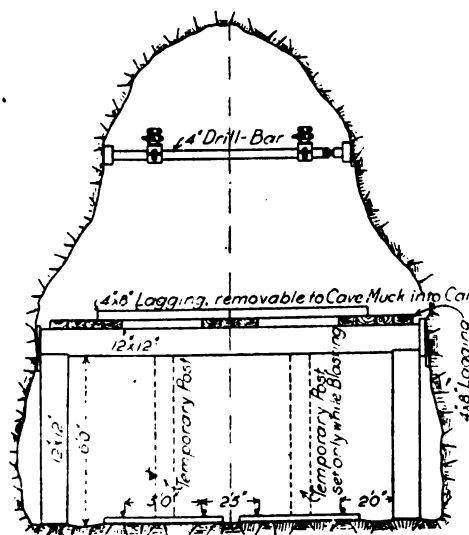 4" Drill-Bar
4"x8" Lagging, removable to Cave Muck into Car
12"x12"
4"x8" Lagging
12"x12"
6'0"
Temporary Post
Temporary Post
set only while Blasting
3'0"
2'5"
2'0"